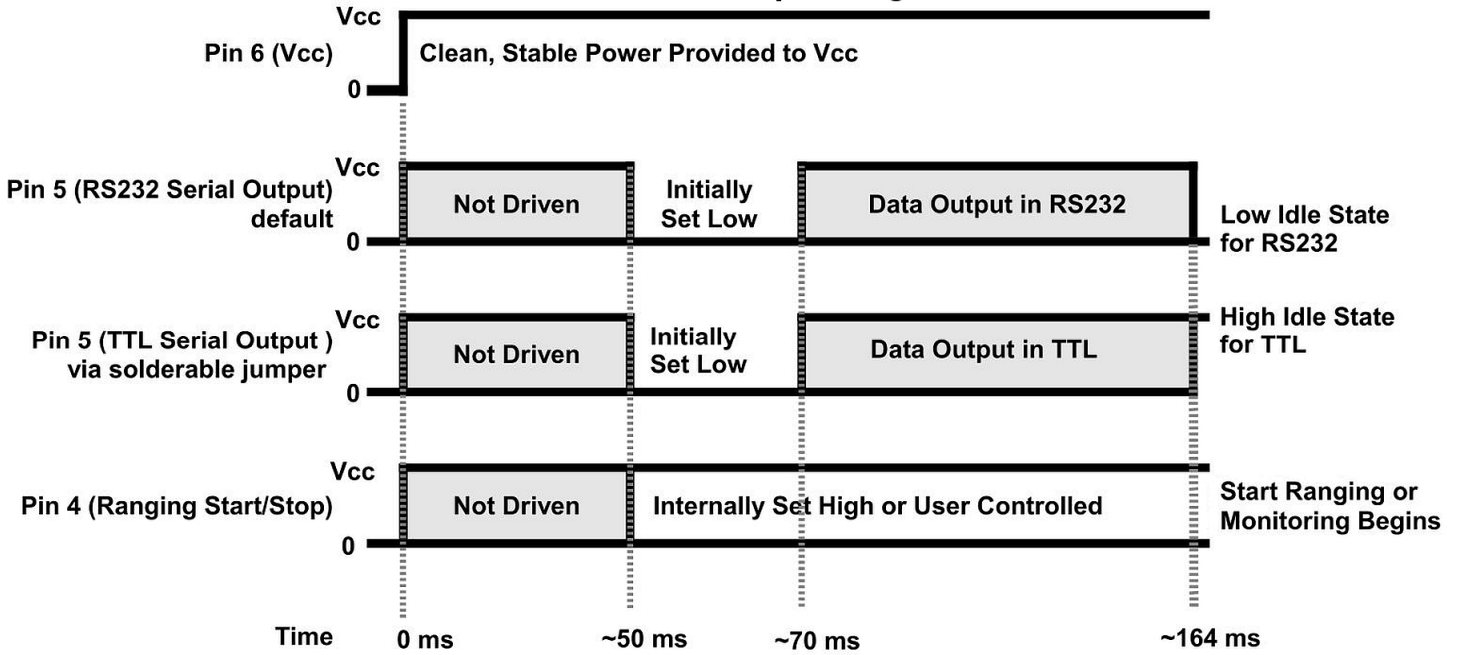 Vcc
Pin 6 (Vcc)
Clean, Stable Power Provided to Vcc
0
Vcc
Pin 5 (RS232 Serial Output)
default
Not Driven
Initially
Set Low
Data Output in RS232
Low Idle State
for RS232
0
Vcc
Pin 5 (TTL Serial Output )
via solderable jumper
Not Driven
Initially
Set Low
Data Output in TTL
High Idle State
for TTL
0
Vcc
Pin 4 (Ranging Start/Stop)
Not Driven
Internally Set High or User Controlled
Start Ranging or
Monitoring Begins
0
Time
0 ms
~50 ms
~70 ms
~164 ms